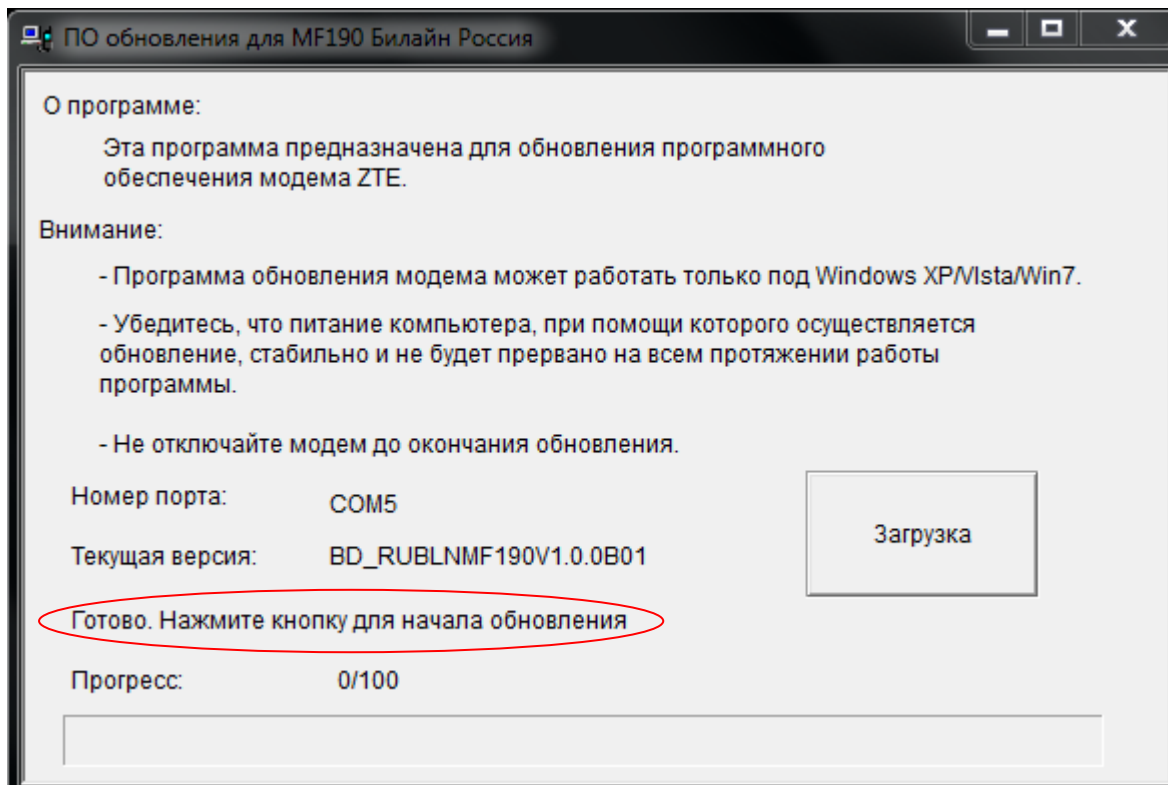 ПО обновления для MF190 Билайн Россия
О программе:
Эта программа предназначена для обновления программного
обеспечения модема ZTE.
Внимание:
- Программа обновления модема может работать только под Windows XP/VIsta/Win7.
- Убедитесь, что питание компьютера, при помощи которого осуществляется
обновление, стабильно и не будет прервано на всем протяжении работы
программы.
- Не отключайте модем до окончания обновления.
Номер порта: COM5
Загрузка
Текущая версия: BD_RUBLNMF190V1.0.0B01
Готово. Нажмите кнопку для начала обновления
Прогресс: 0/100